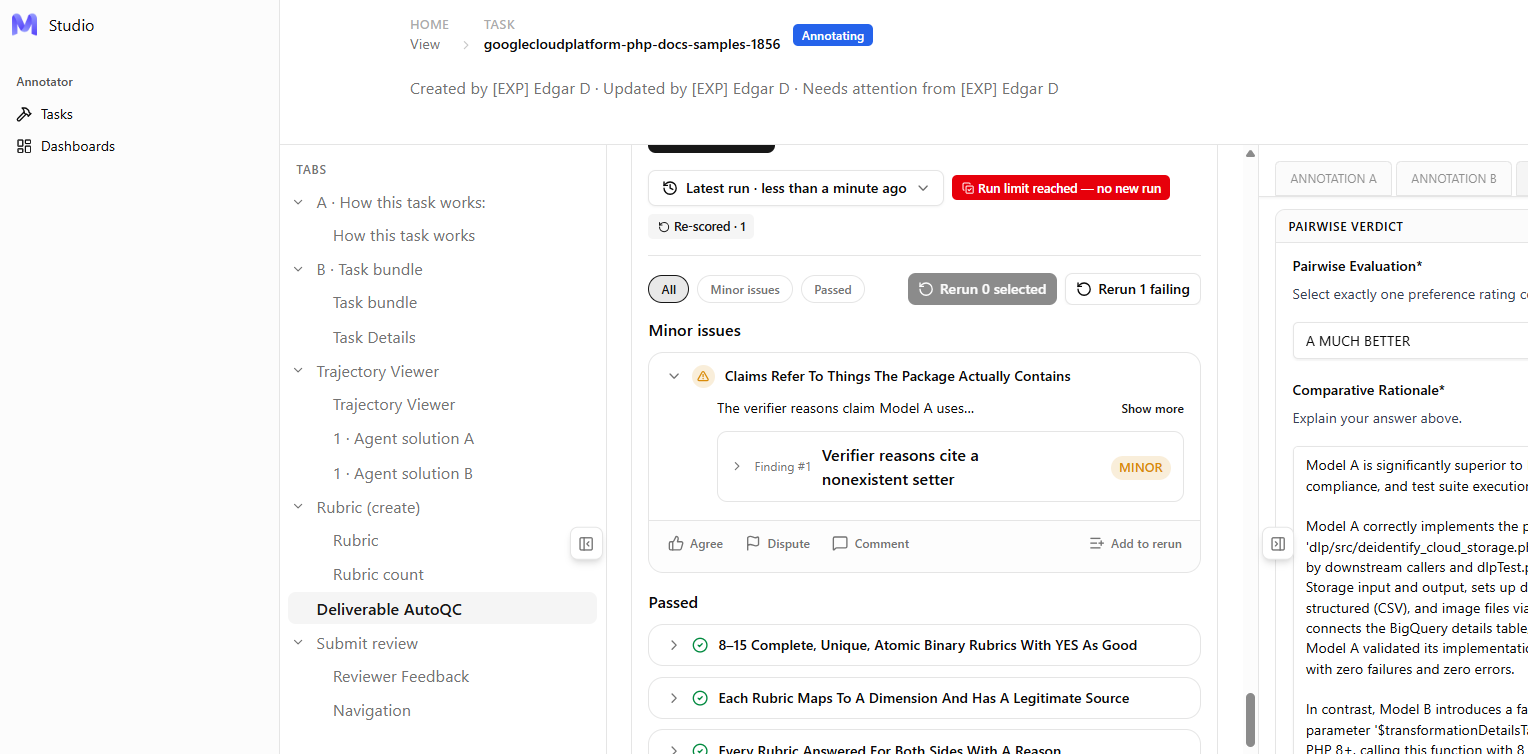 Studio
Annotator
Tasks
Dashboards
HOME
View
TASK
googlecloudplatform-php-docs-samples-1856
Annotating
Created by [EXP] Edgar D · Updated by [EXP] Edgar D · Needs attention from [EXP] Edgar D
TABS
A · How this task works:
How this task works
B · Task bundle
Task bundle
Task Details
Trajectory Viewer
Trajectory Viewer
1 · Agent solution A
1 · Agent solution B
Rubric (create)
Rubric
Rubric count
Deliverable AutoQC
Submit review
Reviewer Feedback
Navigation
Latest run · less than a minute ago
Run limit reached — no new run
Re-scored · 1
All
Minor issues
Passed
Rerun 0 selected
Rerun 1 failing
Minor issues
Claims Refer To Things The Package Actually Contains
The verifier reasons claim Model A uses...
Show more
Finding #1
Verifier reasons cite a
nonexistent setter
MINOR
Agree
Dispute
Comment
Add to rerun
Passed
8–15 Complete, Unique, Atomic Binary Rubrics With YES As Good
Each Rubric Maps To A Dimension And Has A Legitimate Source
Every Rubric Answered For Both Sides With A Reason
ANNOTATION A
ANNOTATION B
PAIRWISE VERDICT
Pairwise Evaluation*
Select exactly one preference rating
A MUCH BETTER
Comparative Rationale*
Explain your answer above.
Model A is significantly superior to
compliance, and test suite execution
Model A correctly implements the
'dlp/src/deidentify_cloud_storage.ph
by downstream callers and dlpTest.p
Storage input and output, sets up
structured (CSV), and image files via
connects the BigQuery details table
Model A validated its implementatio
with zero failures and zero errors.
In contrast, Model B introduces a
parameter '$transformationDetailsTa
PHP 8+, calling this function with 8